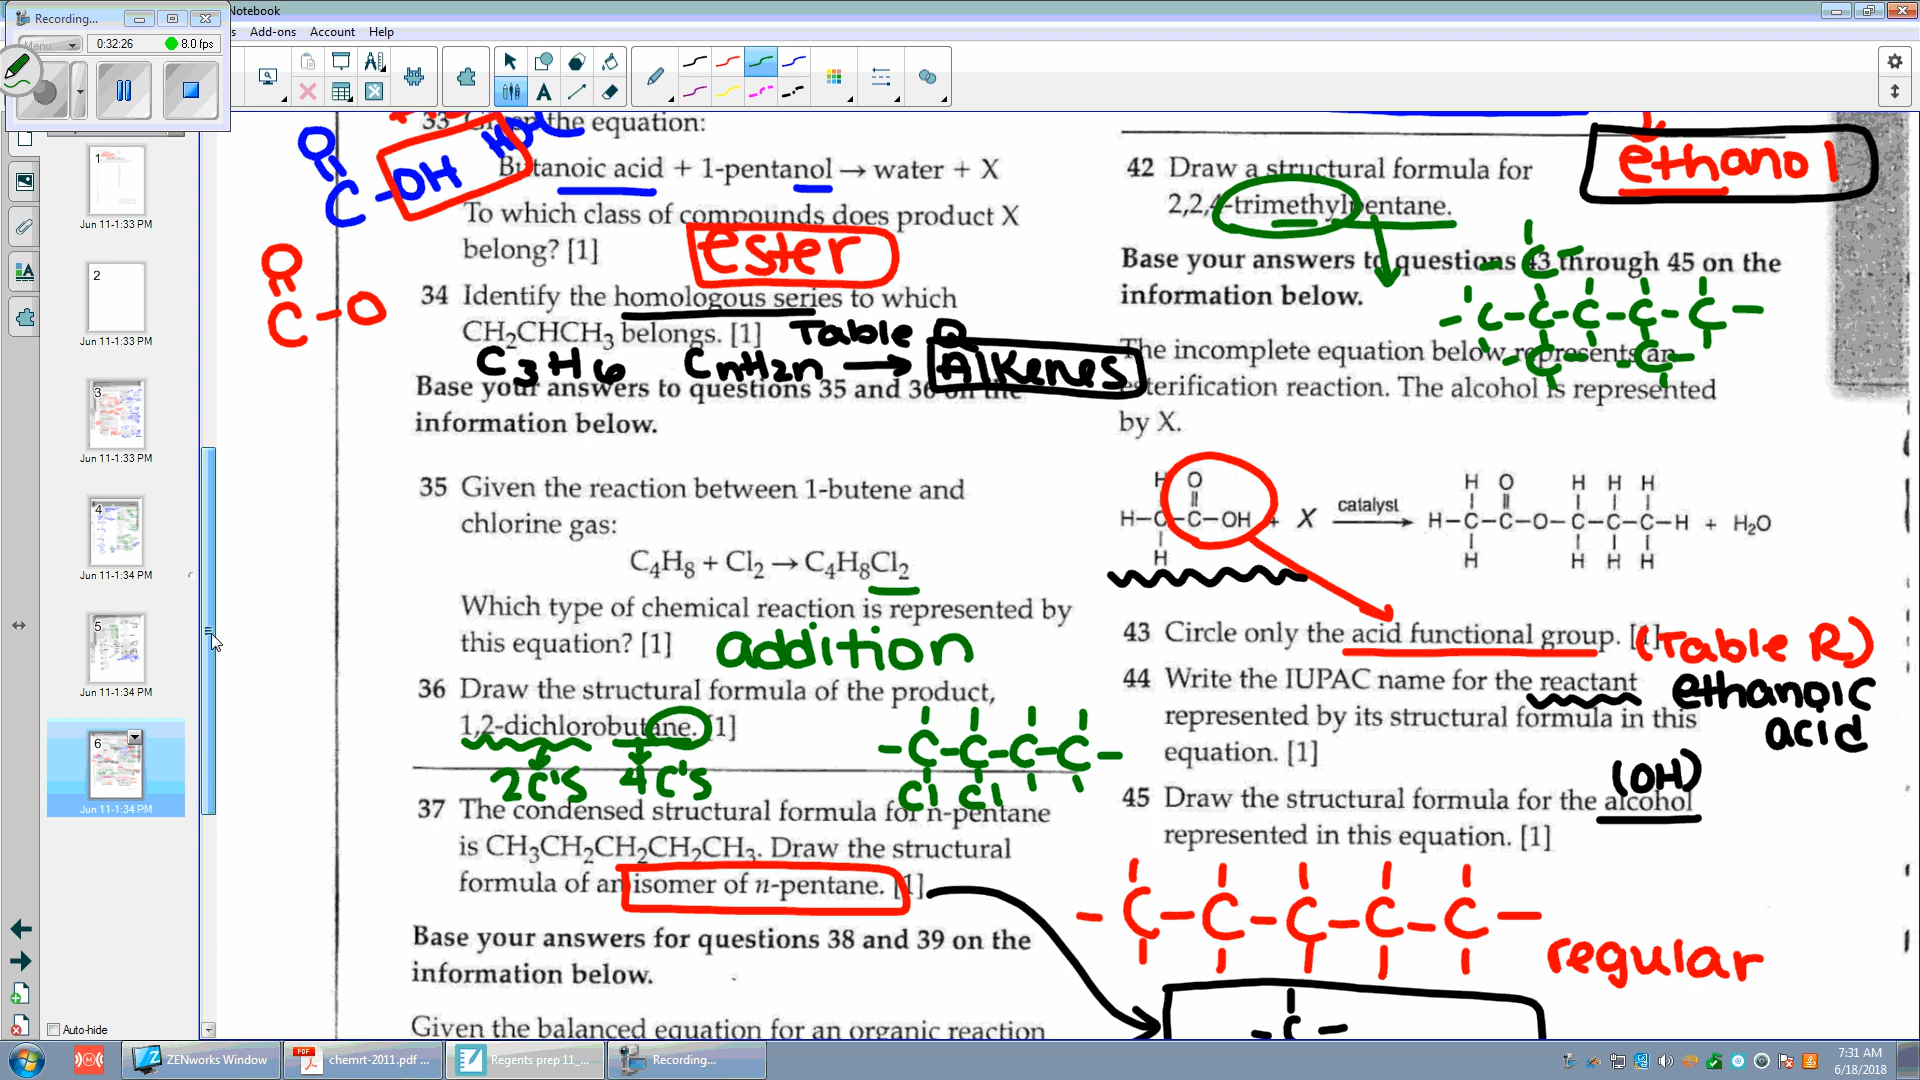 Recording...
Menu
0:32:26
8.0 fps
Notebook
Add-ons Account Help
1
Jun 11-1:33 PM
2
Jun 11-1:33 PM
3
Jun 11-1:33 PM
4
Jun 11-1:34 PM
5
Jun 11-1:34 PM
6
Jun 11-1:34 PM
Auto-hide
33 Given the equation:
O
C-OH
Butanoic acid + 1-pentanol → water + X
To which class of compounds does product X
belong? [1]
ester
O
C-O
34 Identify the homologous series to which
CH2CHCH3 belongs. [1]
Table Q
C3H6 CnH2n → Alkenes
Base your answers to questions 35 and 36 on the
information below.
35 Given the reaction between 1-butene and
chlorine gas:
C4H8 + Cl2 → C4H8Cl2
Which type of chemical reaction is represented by
this equation? [1]
addition
36 Draw the structural formula of the product,
1,2-dichlorobutane. [1]
2C's 4C's
-C-C-C-C-
Cl Cl
37 The condensed structural formula for n-pentane
is CH3CH2CH2CH2CH3. Draw the structural
formula of an isomer of n-pentane. [1]
Base your answers for questions 38 and 39 on the
information below.
Given the balanced equation for an organic reaction
ethanol
42 Draw a structural formula for
2,2,4-trimethylpentane.
C
-C-C-C-C-C-
-C- C-
Base your answers to questions 43 through 45 on the
information below.
The incomplete equation below represents an
esterification reaction. The alcohol is represented
by X.
H O
H-C-C-OH + X
H
catalyst
H O H H H
H-C-C-O-C-C-C-H + H2O
H H H H
43 Circle only the acid functional group. [1]
(Table R)
44 Write the IUPAC name for the reactant
represented by its structural formula in this
equation. [1]
ethanoic
acid
(OH)
45 Draw the structural formula for the alcohol
represented in this equation. [1]
-C-C-C-C-C-
regular
-C-
ZENworks Window
chemrt-2011.pdf ...
Regents prep 11_...
Recording...
7:31 AM
6/18/2018